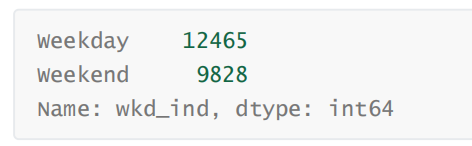 Weekday    12465
Weekend     9828
Name: wkd_ind, dtype: int64